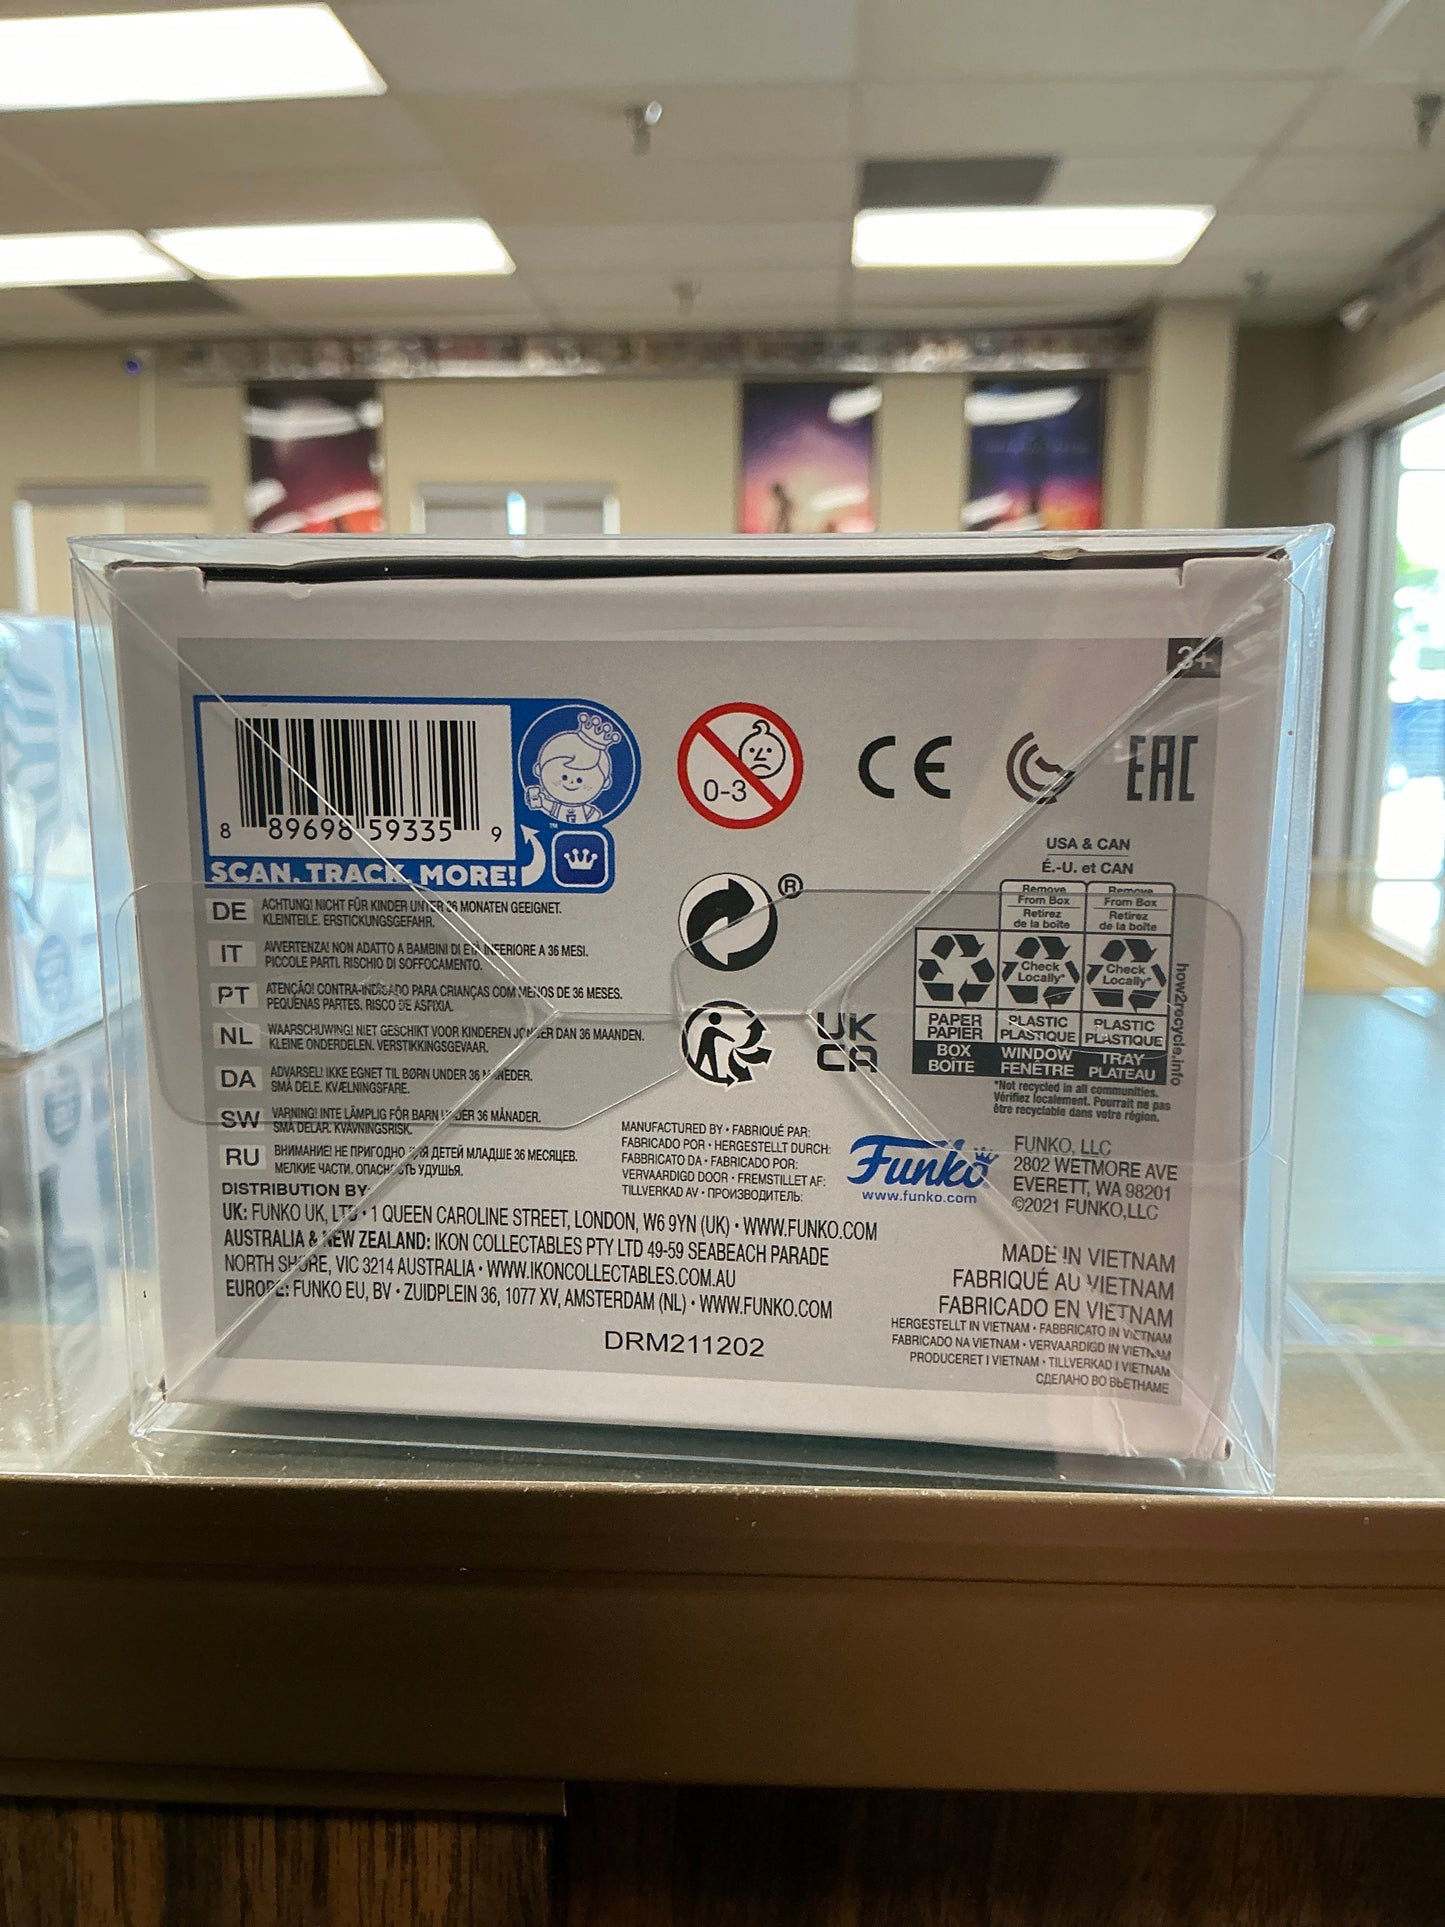 3+
8 89698 59335 9
™
SCAN. TRACK. MORE!
0-3
CE
EAC
®
DE ACHTUNG! NICHT FÜR KINDER UNTER 36 MONATEN GEEIGNET.
KLEINTEILE. ERSTICKUNGSGEFAHR.
IT AVVERTENZA! NON ADATTO A BAMBINI DI ETÀ INFERIORE A 36 MESI.
PICCOLE PARTI. RISCHIO DI SOFFOCAMENTO.
PT ATENÇÃO! CONTRA-INDICADO PARA CRIANÇAS COM MENOS DE 36 MESES.
PEQUENAS PARTES. RISCO DE ASFIXIA.
NL WAARSCHUWING! NIET GESCHIKT VOOR KINDEREN JONGER DAN 36 MAANDEN.
KLEINE ONDERDELEN. VERSTIKKINGSGEVAAR.
DA ADVARSEL! IKKE EGNET TIL BØRN UNDER 36 MÅNEDER.
SMÅ DELE. KVÆLNINGSFARE.
SW VARNING! INTE LÄMPLIG FÖR BARN UNDER 36 MÅNADER.
SMÅ DELAR. KVÄVNINGSRISK.
RU ВНИМАНИЕ! НЕ ПРИГОДНО ДЛЯ ДЕТЕЙ МЛАДШЕ 36 МЕСЯЦЕВ.
МЕЛКИЕ ЧАСТИ. ОПАСНОСТЬ УДУШЬЯ.
UK
CA
USA & CAN
É.-U. et CAN
Remove From Box
Retirez de la boîte
Remove From Box
Retirez de la boîte
Check Locally*
Check Locally*
PAPER PAPIER
PLASTIC PLASTIQUE
PLASTIC PLASTIQUE
BOX BOÎTE
WINDOW FENÊTRE
TRAY PLATEAU
how2recycle.info
*Not recycled in all communities.
Vérifiez localement. Pourrait ne pas
être recyclable dans votre région.
MANUFACTURED BY • FABRIQUÉ PAR:
FABRICADO POR • HERGESTELLT DURCH:
FABBRICATO DA • FABRICADO POR:
VERVAARDIGD DOOR • FREMSTILLET AF:
TILLVERKAD AV • ПРОИЗВОДИТЕЛЬ:
Funko
www.funko.com
FUNKO, LLC
2802 WETMORE AVE
EVERETT, WA 98201
©2021 FUNKO,LLC
DISTRIBUTION BY:
UK: FUNKO UK, LTD • 1 QUEEN CAROLINE STREET, LONDON, W6 9YN (UK) • WWW.FUNKO.COM
AUSTRALIA & NEW ZEALAND: IKON COLLECTABLES PTY LTD 49-59 SEABEACH PARADE
NORTH SHORE, VIC 3214 AUSTRALIA • WWW.IKONCOLLECTABLES.COM.AU
EUROPE: FUNKO EU, BV • ZUIDPLEIN 36, 1077 XV, AMSTERDAM (NL) • WWW.FUNKO.COM
DRM211202
MADE IN VIETNAM
FABRIQUÉ AU VIETNAM
FABRICADO EN VIETNAM
HERGESTELLT IN VIETNAM • FABBRICATO IN VIETNAM
FABRICADO NA VIETNAM • VERVAARDIGD IN VIETNAM
PRODUCERET I VIETNAM • TILLVERKAD I VIETNAM
СДЕЛАНО ВО ВЬЕТНАМЕ